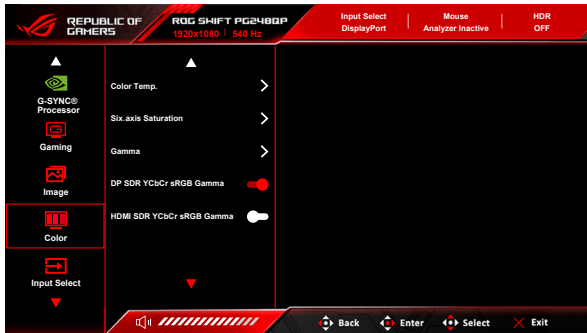 REPUBLIC OF
GAMERS
ROG SWIFT PG248QP
1920x1080 | 540 Hz
Input Select
DisplayPort
Mouse
Analyzer Inactive
HDR
OFF
G-SYNC®
Processor
Gaming
Image
Color
Input Select
Color Temp.
Six.axis Saturation
Gamma
DP SDR YCbCr sRGB Gamma
HDMI SDR YCbCr sRGB Gamma
Back
Enter
Select
Exit